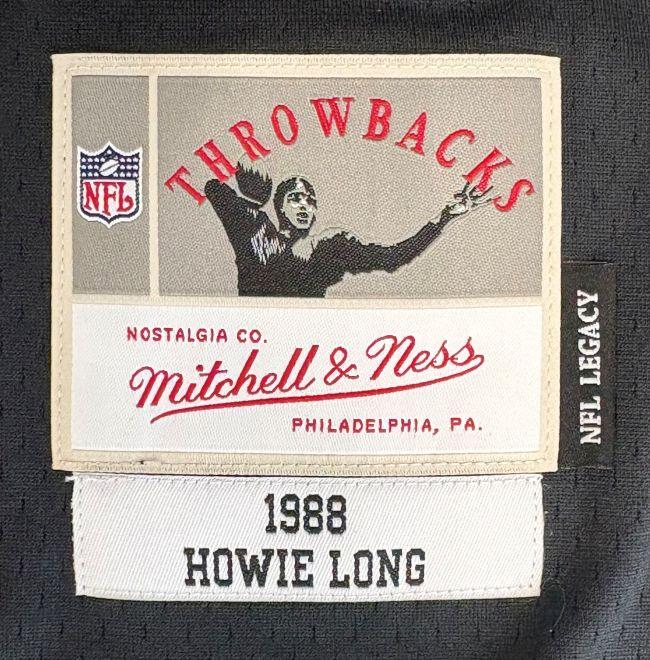 THROWBACKS
NFL
NOSTALGIA CO.
Mitchell & Ness
PHILADELPHIA, PA.
NFL LEGACY
1988
HOWIE LONG